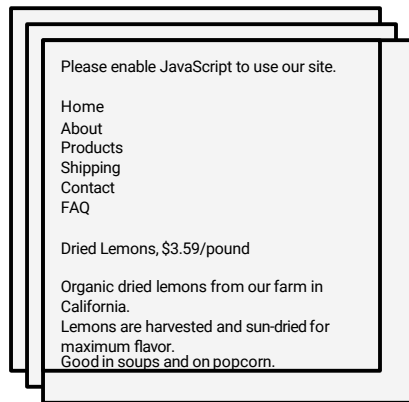 Please enable JavaScript to use our site.
Home
About
Products
Shipping
Contact
FAQ
Dried Lemons, $3.59/pound
Organic dried lemons from our farm in
California.
Lemons are harvested and sun-dried for
maximum flavor.
Good in soups and on popcorn.